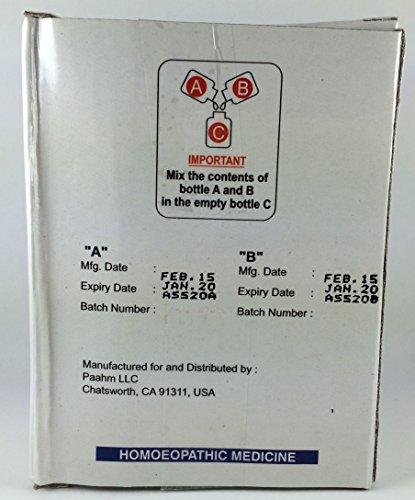 A B
C
IMPORTANT
Mix the contents of
bottle A and B
in the empty bottle C
"A"
Mfg. Date : FEB. 15
Expiry Date : JAN. 20
Batch Number : AS520A
"B"
Mfg. Date : FEB. 15
Expiry Date : JAN. 20
Batch Number : AS520B
Manufactured for and Distributed by :
Paahm LLC
Chatsworth, CA 91311, USA
HOMOEOPATHIC MEDICINE